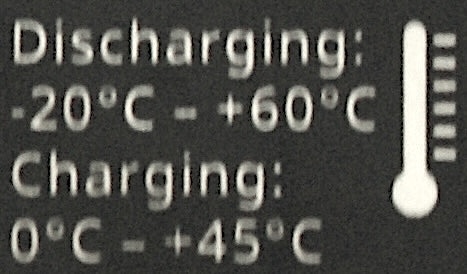 Discharging:
-20°C – +60°C
Charging:
0°C – +45°C